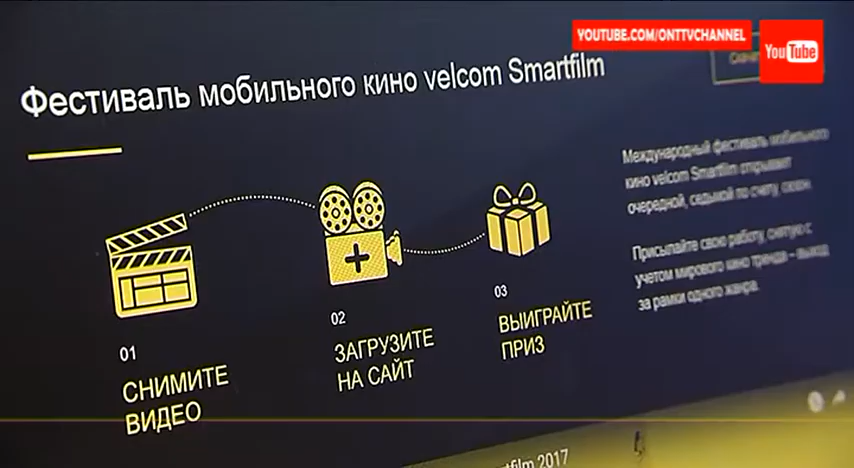 YOUTUBE.COM/ONTTVCHANNEL
YouTube
Фестиваль мобильного кино velcom Smartfilm
Международный фестиваль мобильного
кино velcom Smartfilm открывает
очередной, седьмой по счету, сезон.
Присылайте свою работу, снятую с
учетом мирового кино тренда – выход
за рамки одного жанра.
01
СНИМИТЕ
ВИДЕО
02
ЗАГРУЗИТЕ
НА САЙТ
03
ВЫИГРАЙТЕ
ПРИЗ
2017